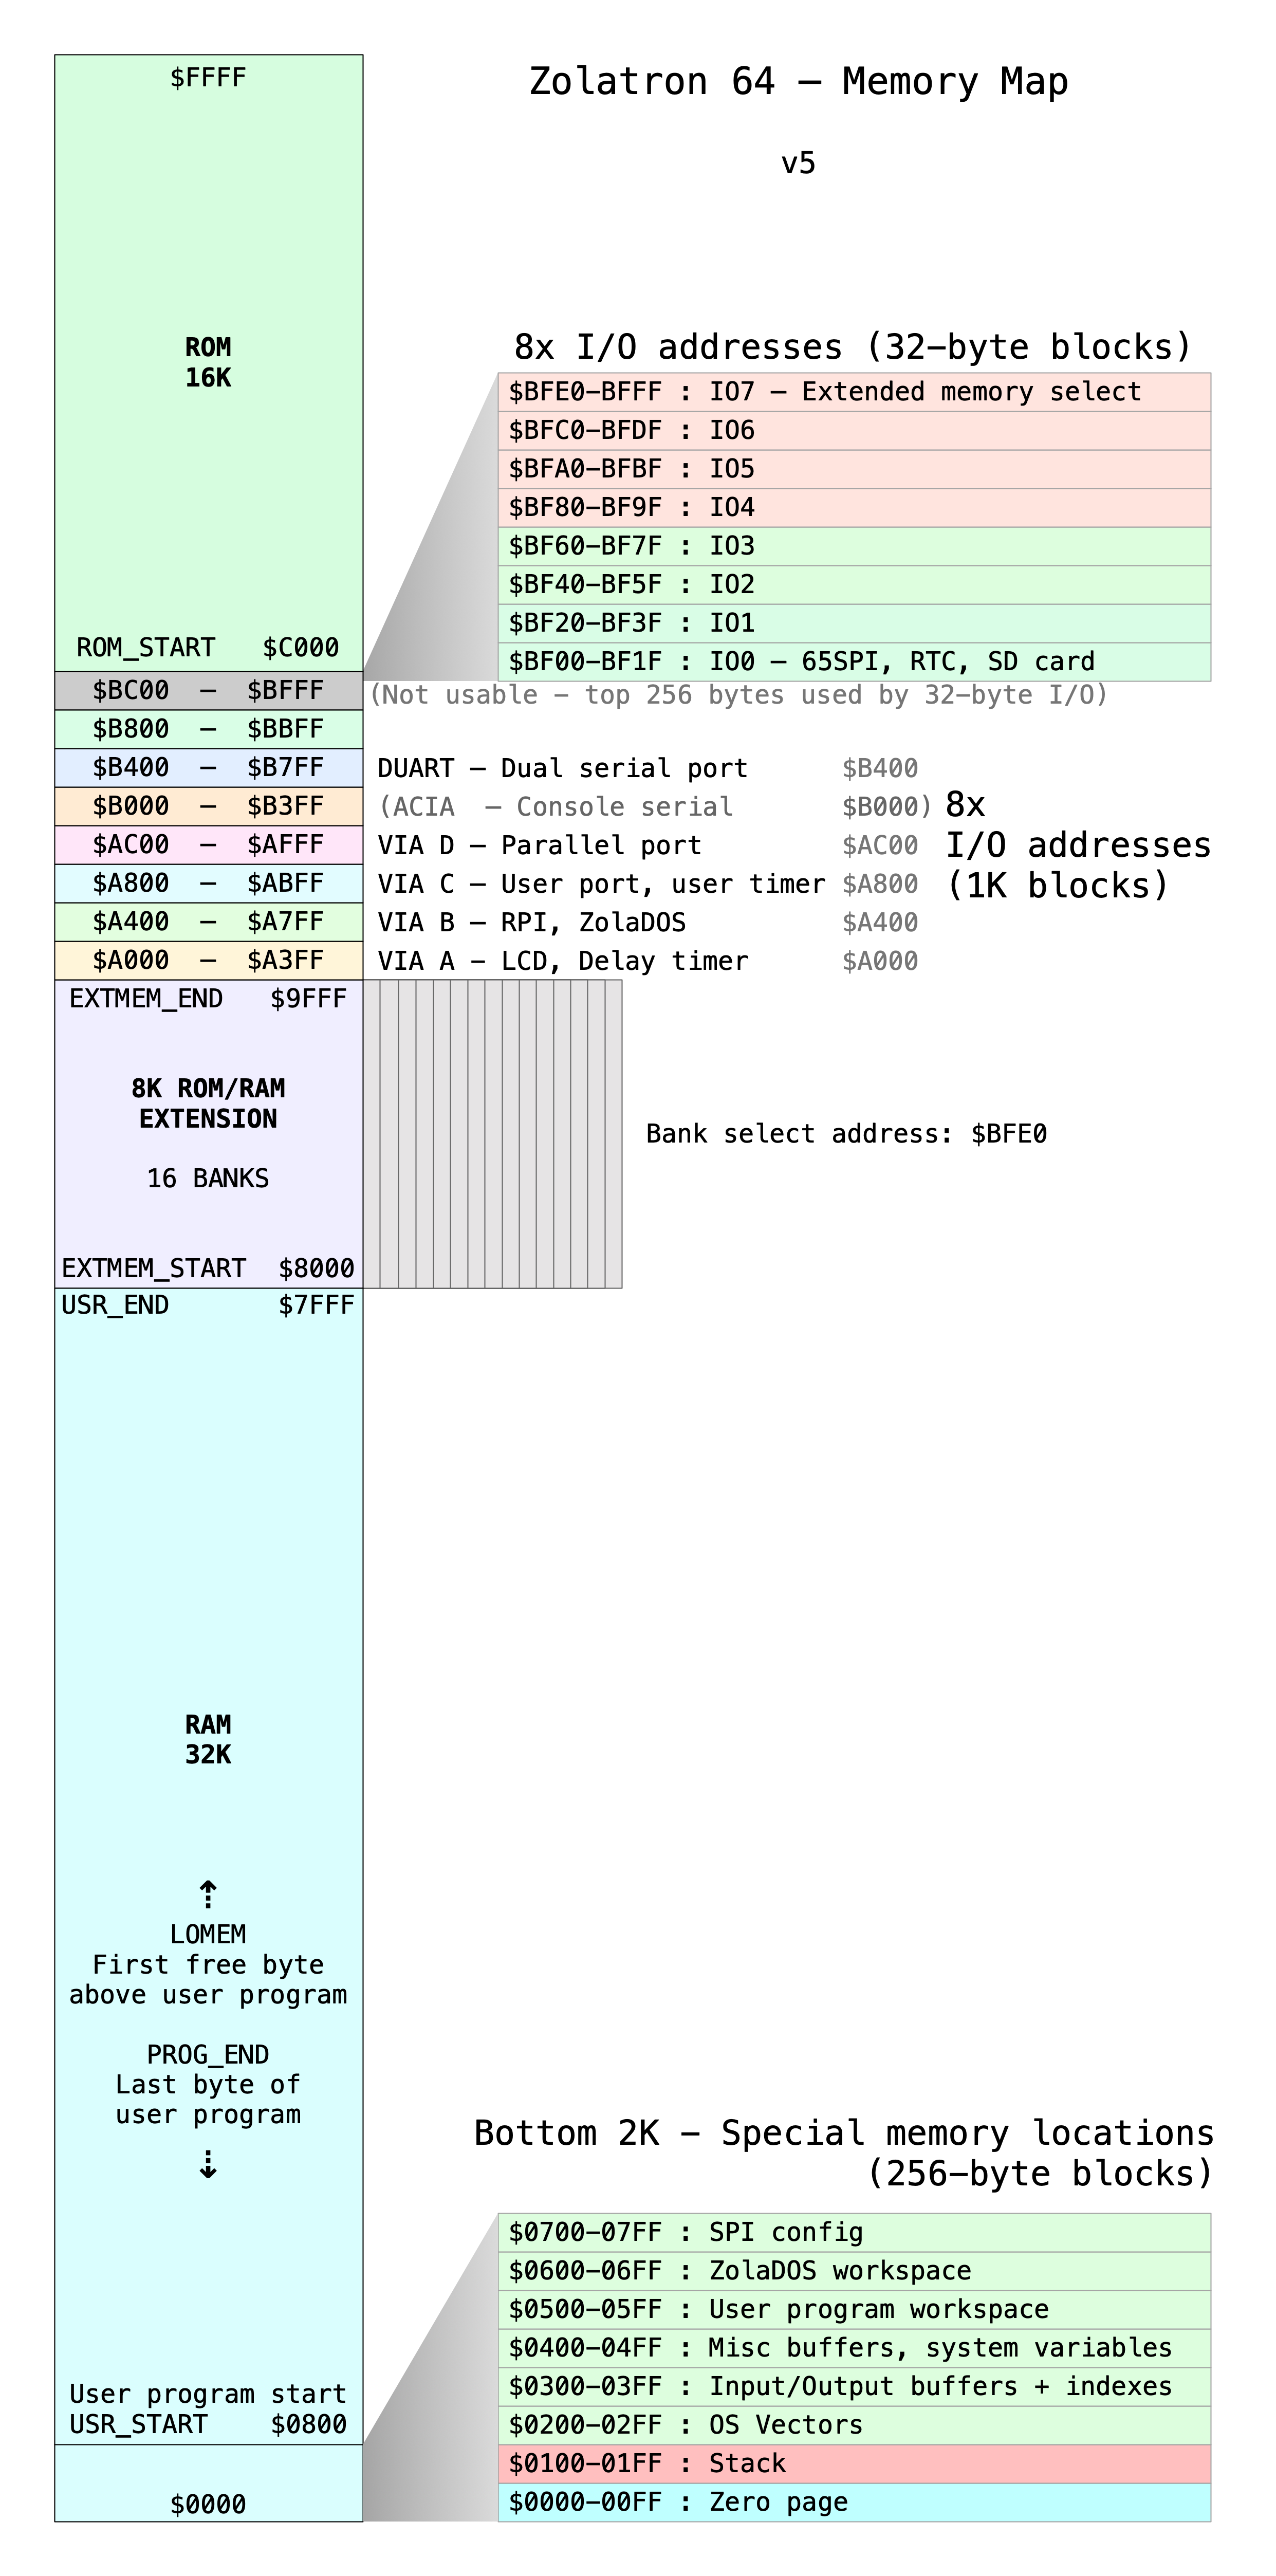 $FFFF
Zolatron 64 – Memory Map
v5
ROM
16K
8x I/O addresses (32–byte blocks)
$BFE0–BFFF : IO7 – Extended memory select
$BFC0–BFDF : IO6
$BFA0–BFBF : IO5
$BF80–BF9F : IO4
$BF60–BF7F : IO3
$BF40–BF5F : IO2
$BF20–BF3F : IO1
$BF00–BF1F : IO0 – 65SPI, RTC, SD card
ROM_START $C000
$BC00 – $BFFF (Not usable – top 256 bytes used by 32–byte I/O)
$B800 – $BBFF
$B400 – $B7FF DUART – Dual serial port $B400
$B000 – $B3FF (ACIA – Console serial $B000)
$AC00 – $AFFF VIA D – Parallel port $AC00
$A800 – $ABFF VIA C – User port, user timer $A800
$A400 – $A7FF VIA B – RPI, ZolaDOS $A400
$A000 – $A3FF VIA A – LCD, Delay timer $A000
8x
I/O addresses
(1K blocks)
EXTMEM_END $9FFF
8K ROM/RAM
EXTENSION
16 BANKS
Bank select address: $BFE0
EXTMEM_START $8000
USR_END $7FFF
RAM
32K
LOMEM
First free byte
above user program
PROG_END
Last byte of
user program
User program start
USR_START $0800
$0000
Bottom 2K – Special memory locations
(256–byte blocks)
$0700–07FF : SPI config
$0600–06FF : ZolaDOS workspace
$0500–05FF : User program workspace
$0400–04FF : Misc buffers, system variables
$0300–03FF : Input/Output buffers + indexes
$0200–02FF : OS Vectors
$0100–01FF : Stack
$0000–00FF : Zero page